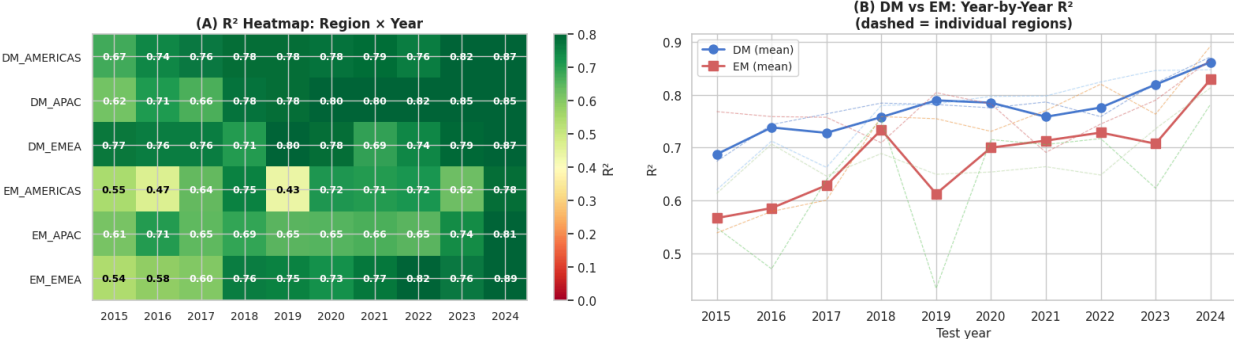 (A) R² Heatmap: Region × Year
DM_AMERICAS 0.67 0.74 0.76 0.78 0.78 0.78 0.79 0.76 0.82 0.87
DM_APAC 0.62 0.71 0.66 0.78 0.78 0.80 0.80 0.82 0.85 0.85
DM_EMEA 0.77 0.76 0.76 0.71 0.80 0.78 0.69 0.74 0.79 0.87
EM_AMERICAS 0.55 0.47 0.64 0.75 0.43 0.72 0.71 0.72 0.62 0.78
EM_APAC 0.61 0.71 0.65 0.69 0.65 0.65 0.66 0.65 0.74 0.81
EM_EMEA 0.54 0.58 0.60 0.76 0.75 0.73 0.77 0.82 0.76 0.89
2015 2016 2017 2018 2019 2020 2021 2022 2023 2024
0.8
0.7
0.6
0.5
0.4
0.3
0.2
0.1
0.0
R²
(B) DM vs EM: Year-by-Year R²
(dashed = individual regions)
DM (mean)
EM (mean)
R²
0.9
0.8
0.7
0.6
0.5
2015 2016 2017 2018 2019 2020 2021 2022 2023 2024
Test year